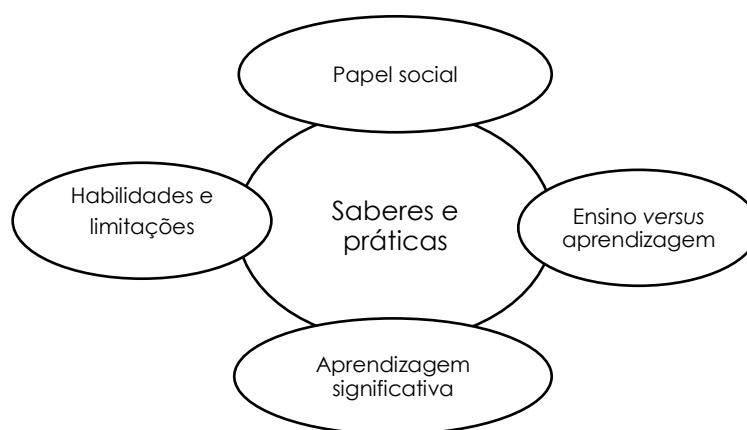 Papel social
Habilidades e
limitações
Saberes e
práticas
Ensino versus
aprendizagem
Aprendizagem
significativa